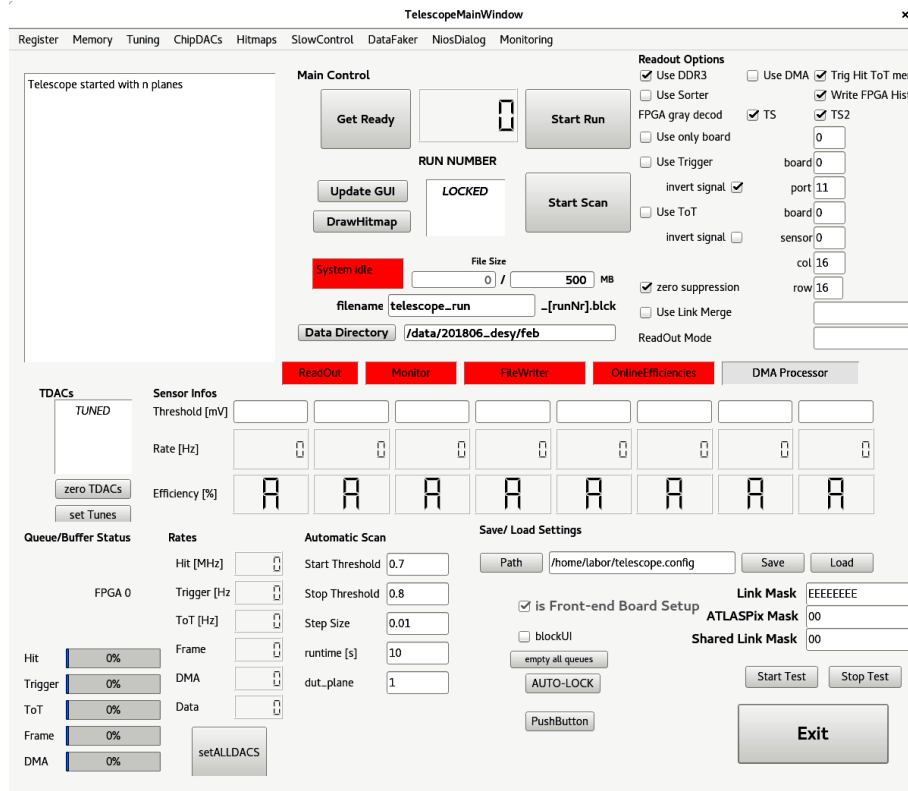 TelescopeMainWindow ×
Register Memory Tuning ChipDACs Hitmaps SlowControl DataFaker NiosDialog Monitoring
Telescope started with n planes
Main Control
Get Ready 0 Start Run
RUN NUMBER
Update GUI LOCKED Start Scan
DrawHitmap
System Idle
File Size
0 / 500 MB
filename telescope_run _[runNr].blck
Data Directory /data/201806_desy/feb
Readout Options
Use DDR3 Use DMA Trig Hit ToT me
Use Sorter Write FPGA Hist
FPGA gray decod TS TS2
Use only board 0
Use Trigger board 0
invert signal port 11
Use ToT board 0
invert signal sensor 0
col 16
zero suppression row 16
Use Link Merge
ReadOut Mode
ReadOut Monitor FileWriter OnlineEfficiencies DMA Processor
TDACs
TUNED
zero TDACs
set Tunes
Sensor Infos
Threshold [mV]
Rate [Hz] 0 0 0 0 0 0 0 0
Efficiency [%] A A A A A A A A
Queue/Buffer Status
FPGA 0
Hit 0%
Trigger 0%
ToT 0%
Frame 0%
DMA 0%
Rates
Hit [MHz] 0
Trigger [Hz 0
ToT [Hz] 0
Frame 0
DMA 0
Data 0
setALLDACS
Automatic Scan
Start Threshold 0.7
Stop Threshold 0.8
Step Size 0.01
runtime [s] 10
dut_plane 1
Save/ Load Settings
Path /home/labor/telescope.config Save Load
is Front-end Board Setup
blockUI
empty all queues
AUTO-LOCK
PushButton
Link Mask EEEEEEEE
ATLASPix Mask 00
Shared Link Mask 00
Start Test Stop Test
Exit